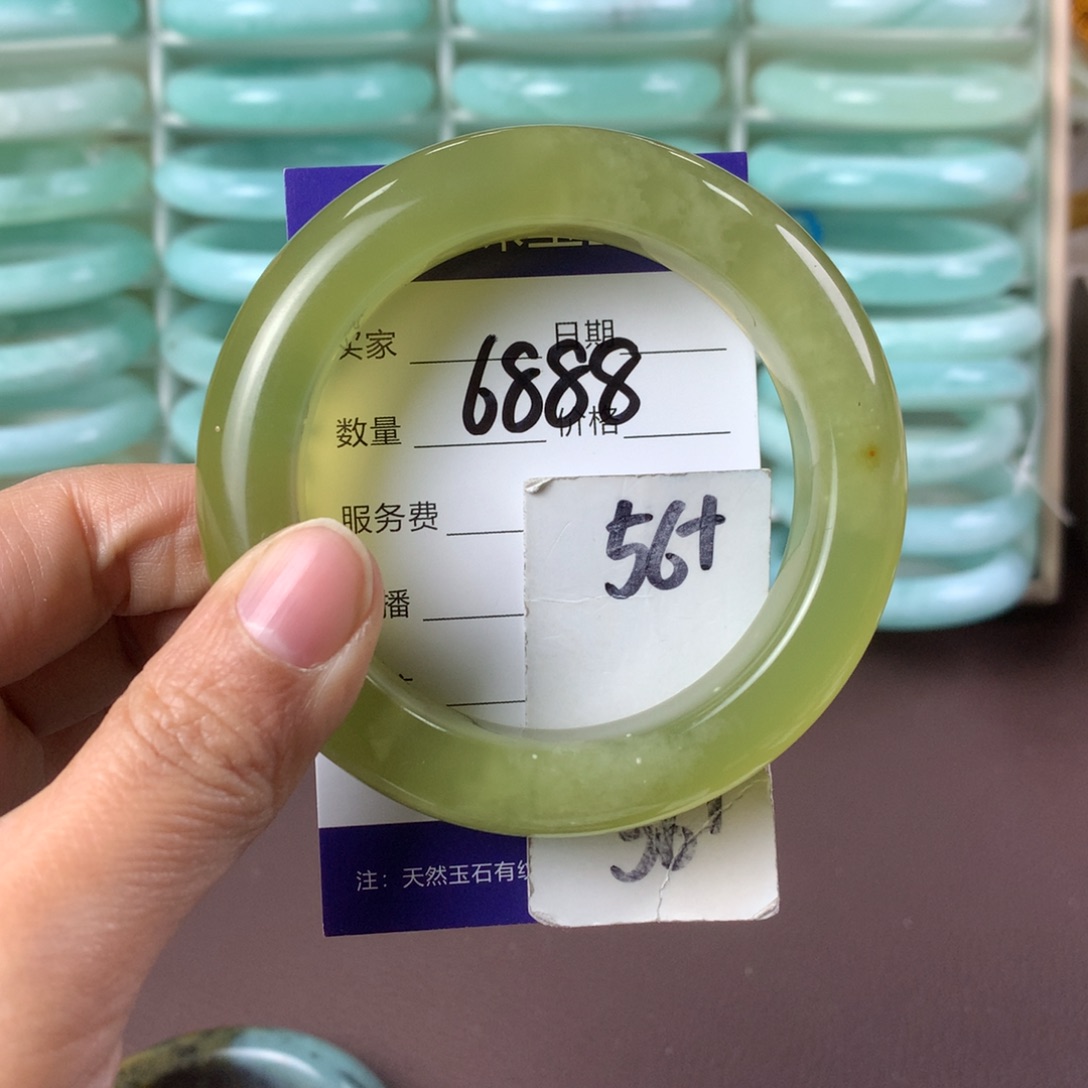 买家 日期
6888
数量 价格
服务费
56+
播
注：天然玉石有纹